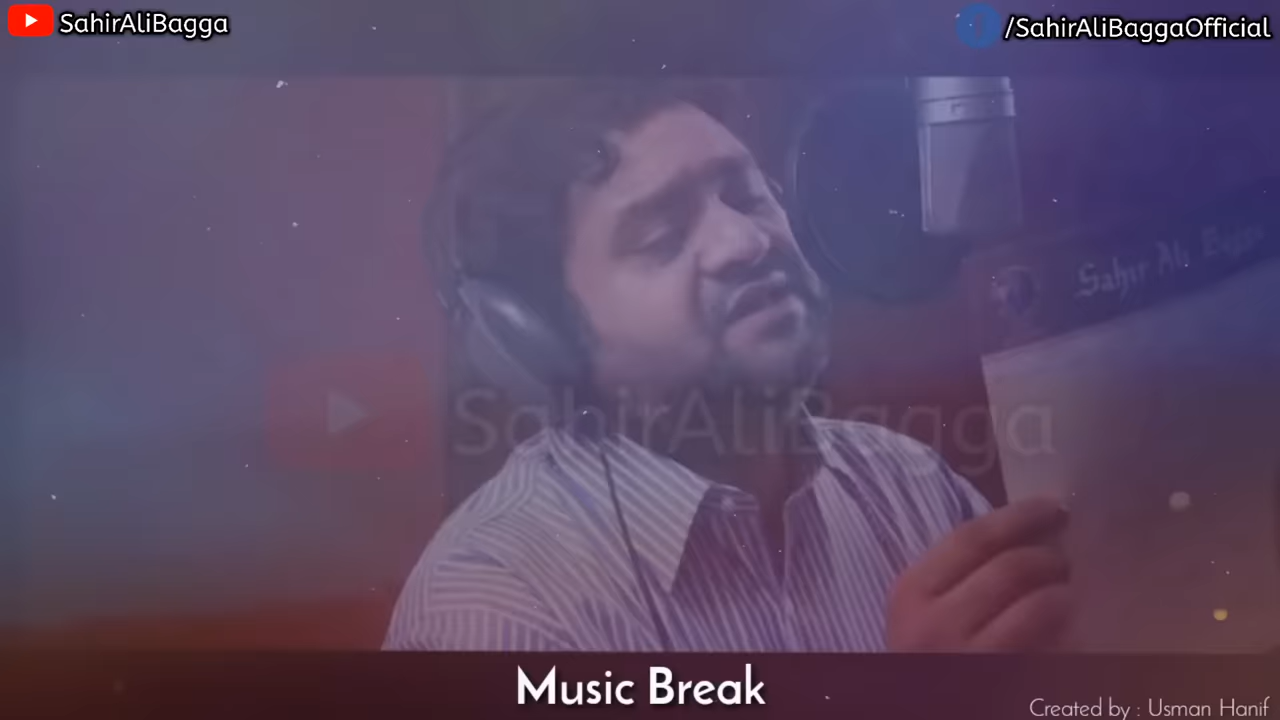 SahirAliBagga
/SahirAliBaggaOfficial
Sahir Ali Bagga
SahirAliBagga
Music Break
Created by : Usman Hanif